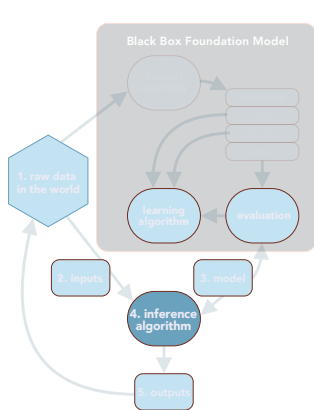 Black Box Foundation Model
1. raw data
in the world
learning
algorithm
evaluation
2. inputs
3. model
4. inference
algorithm
5. outputs